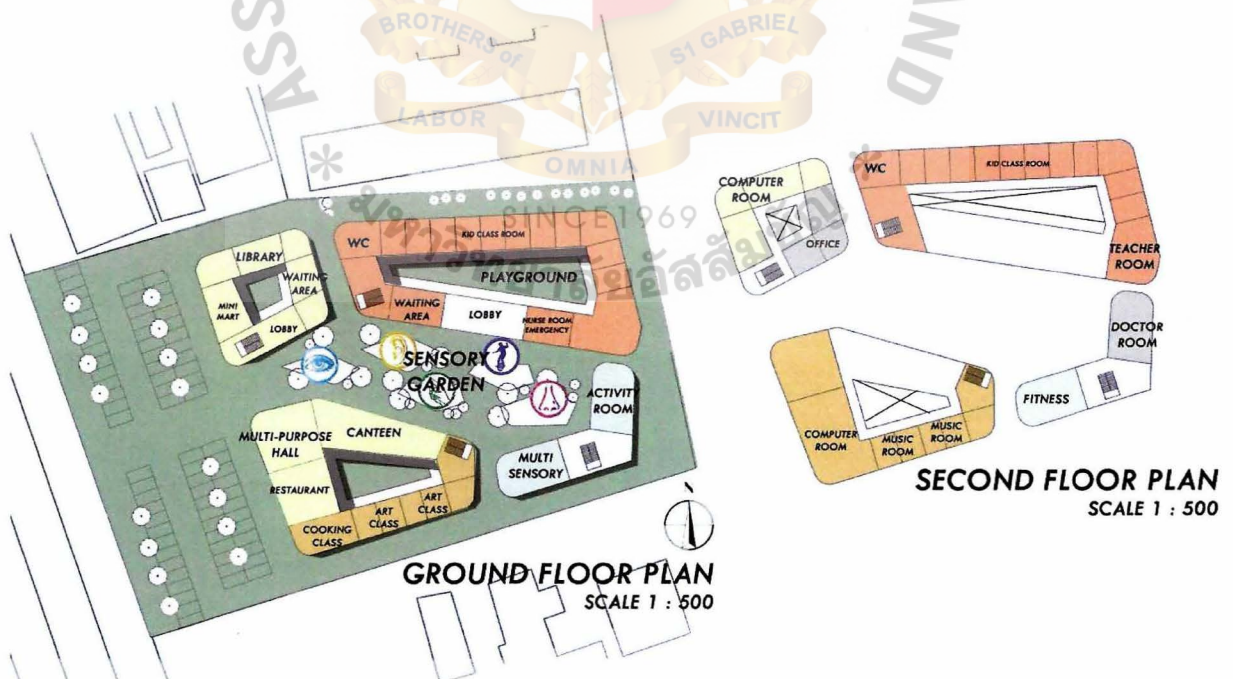 ASS
BROTHERS of
ST GABRIEL
AND
LABOR
VINCIT
OMNIA
SINCE1969
WC
KID CLASS ROOM
PLAYGROUND
LIBRARY
WAITING
AREA
MINI
MART
LOBBY
WAITING
AREA
LOBBY
NURSE ROOM
EMERGENCY
SENSORY
GARDEN
ACTIVITY
ROOM
MULTI
SENSORY
MULTI-PURPOSE
HALL
CANTEEN
RESTAURANT
COOKING
CLASS
ART
CLASS
ART
CLASS
N
GROUND FLOOR PLAN
SCALE 1 : 500
COMPUTER
ROOM
OFFICE
WC
KID CLASS ROOM
TEACHER
ROOM
DOCTOR
ROOM
FITNESS
COMPUTER
ROOM
MUSIC
ROOM
MUSIC
ROOM
SECOND FLOOR PLAN
SCALE 1 : 500